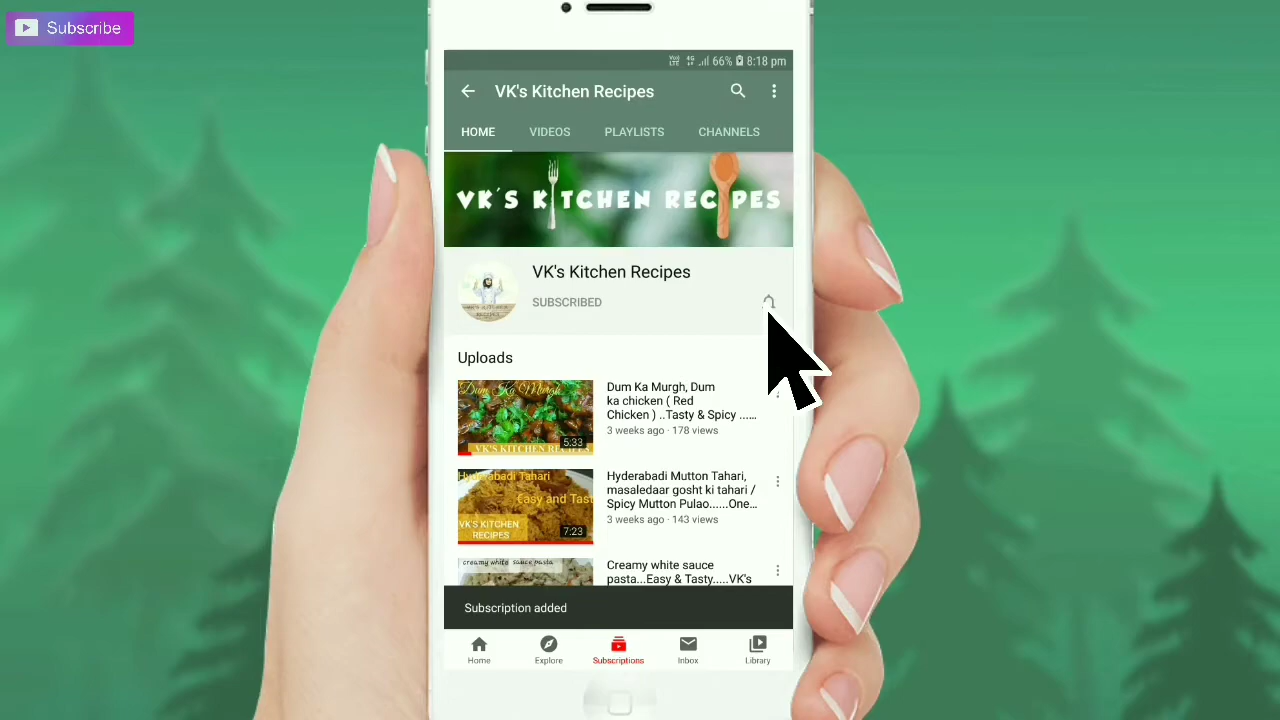 Subscribe
66% 8:18 pm
VK's Kitchen Recipes
HOME VIDEOS PLAYLISTS CHANNELS
VK'S KITCHEN RECIPES
VK's Kitchen Recipes
SUBSCRIBED
Uploads
Dum Ka Murgh
5:33
VK'S KITCHEN RECIPES
Dum Ka Murgh, Dum
ka chicken ( Red
Chicken ) ..Tasty & Spicy ...…
3 weeks ago · 178 views
Hyderabadi Tahari
Easy and Tast
VK'S KITCHEN
RECIPES
7:23
Hyderabadi Mutton Tahari,
masaledaar gosht ki tahari /
Spicy Mutton Pulao......One…
3 weeks ago · 143 views
creamy white sauce pasta
Creamy white sauce
pasta...Easy & Tasty.....VK's
Subscription added
Home Explore Subscriptions Inbox Library